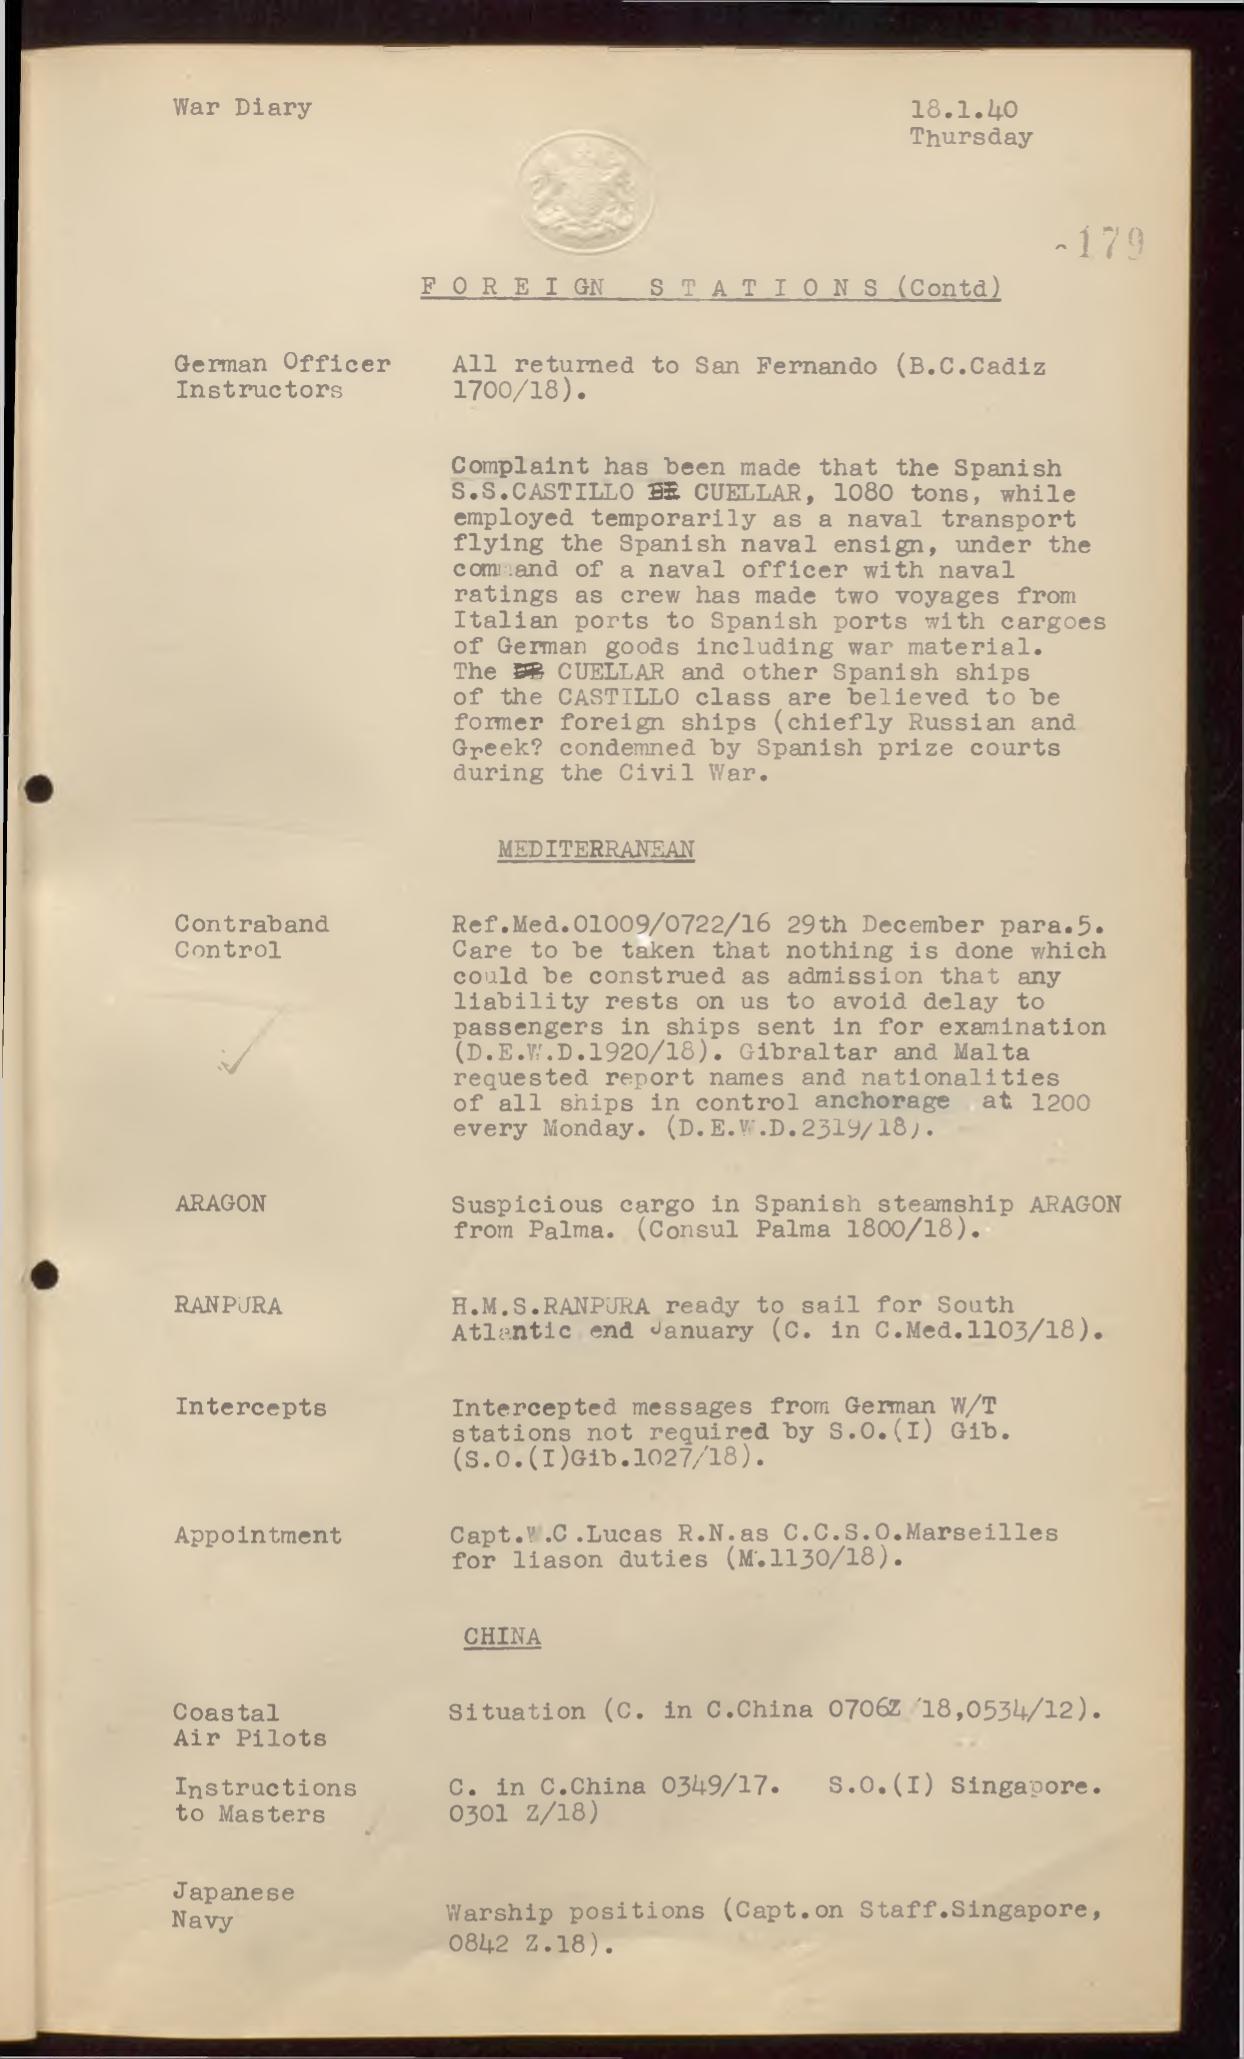 War Diary
18.1.40
Thursday
179
F O R E I GN S T A T I O N S (Contd)
German Officer
Instructors
All returned to San Fernando (B.C.Cadiz
1700/18).
Complaint has been made that the Spanish
S.S.CASTILLO DE CUELLAR, 1080 tons, while
employed temporarily as a naval transport
flying the Spanish naval ensign, under the
command of a naval officer with naval
ratings as crew has made two voyages from
Italian ports to Spanish ports with cargoes
of German goods including war material.
The DE CUELLAR and other Spanish ships
of the CASTILLO class are believed to be
former foreign ships (chiefly Russian and
Greek? condemned by Spanish prize courts
during the Civil War.
MEDITERRANEAN
Contraband
Control
Ref.Med.01009/0722/16 29th December para.5.
Care to be taken that nothing is done which
could be construed as admission that any
liability rests on us to avoid delay to
passengers in ships sent in for examination
(D.E.W.D.1920/18). Gibraltar and Malta
requested report names and nationalities
of all ships in control anchorage at 1200
every Monday. (D.E.W.D.2319/18).
ARAGON
Suspicious cargo in Spanish steamship ARAGON
from Palma. (Consul Palma 1800/18).
RANPURA
H.M.S.RANPURA ready to sail for South
Atlantic end January (C. in C.Med.1103/18).
Intercepts
Intercepted messages from German W/T
stations not required by S.O.(I) Gib.
(S.O.(I)Gib.1027/18).
Appointment
Capt.W.C.Lucas R.N.as C.C.S.O.Marseilles
for liason duties (M.1130/18).
CHINA
Coastal
Air Pilots
Situation (C. in C.China 0706Z/18,0534/12).
Instructions
to Masters
C. in C.China 0349/17. S.O.(I) Singapore.
0301 Z/18)
Japanese
Navy
Warship positions (Capt.on Staff.Singapore,
0842 Z.18).